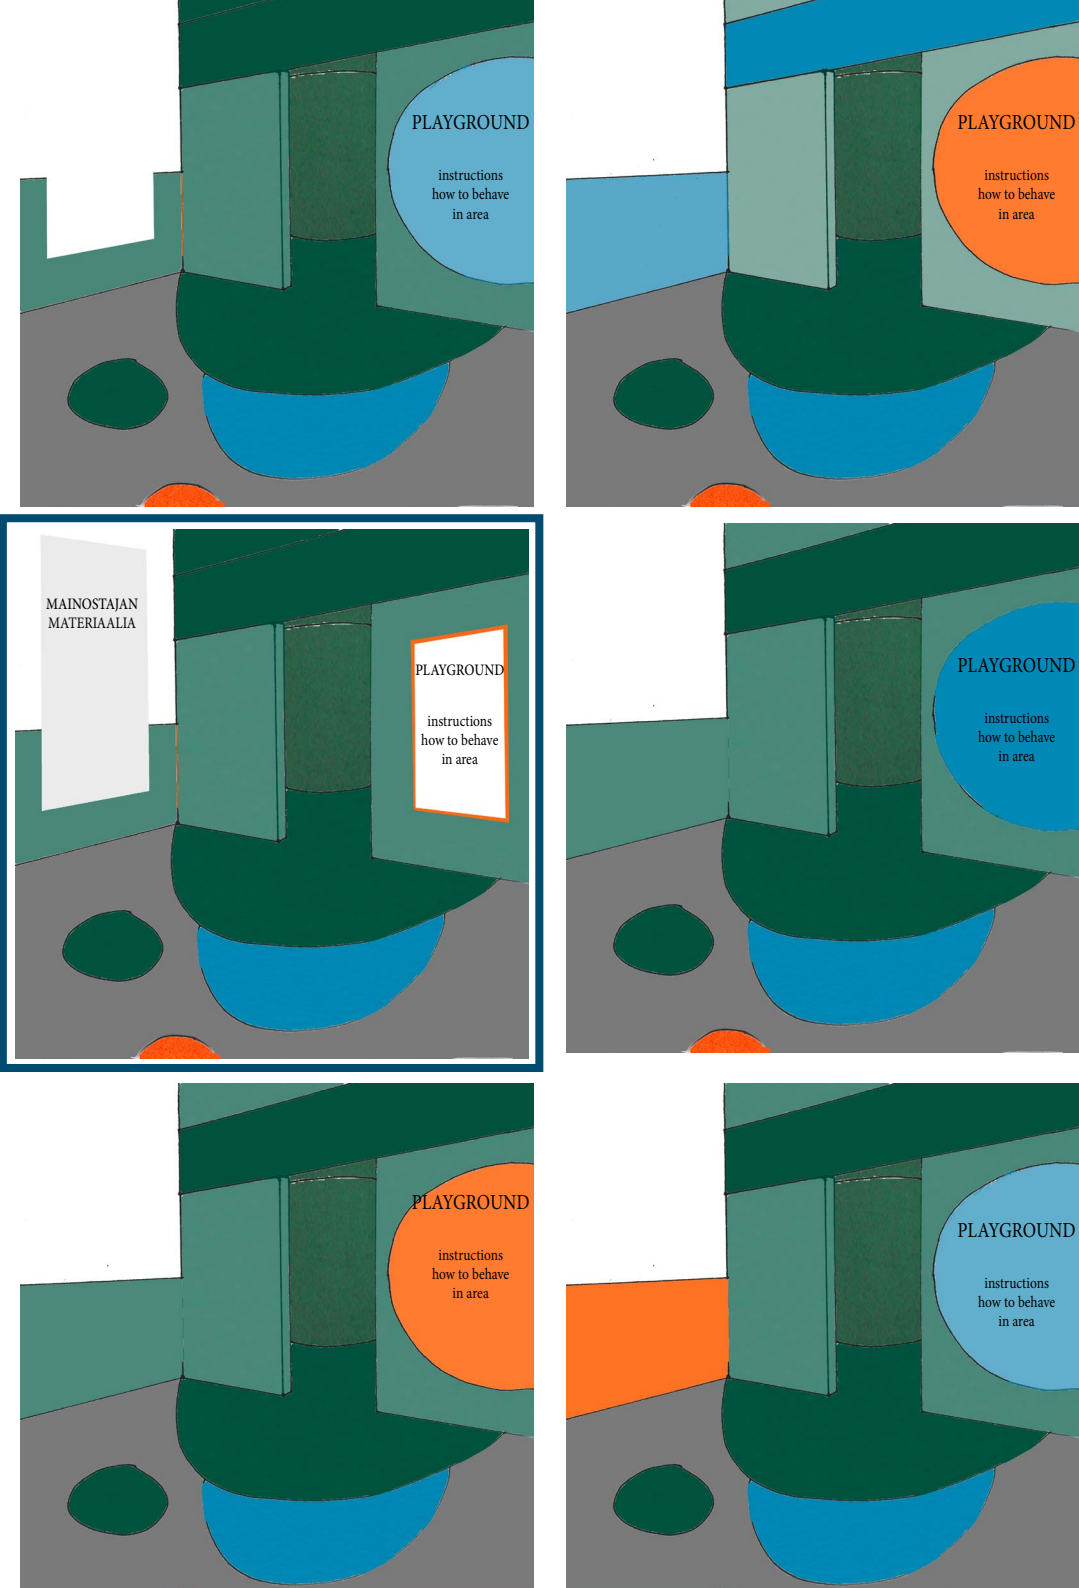 PLAYGROUND
instructions
how to behave
in area
PLAYGROUND
instructions
how to behave
in area
MAINOSTAJAN
MATERIAALIA
PLAYGROUND
instructions
how to behave
in area
PLAYGROUND
instructions
how to behave
in area
PLAYGROUND
instructions
how to behave
in area
PLAYGROUND
instructions
how to behave
in area